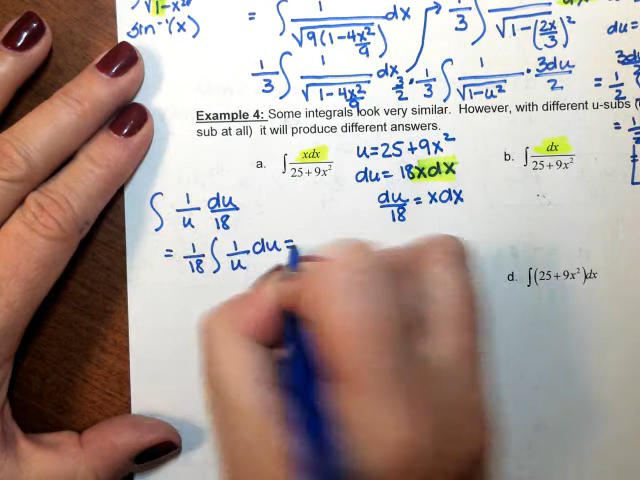 √1-x²
sin⁻¹(x)
= ∫ 1/√9(1-4x²/9) dx
1/3 ∫ 1/√1-(2x/3)²
du =
1/3 ∫ 1/√1-4x²/9 dx
3/2 · 1/3 ∫ 1/√1-u² · 3du/2
= 1/2
Example 4: Some integrals look very similar. However, with different u-subs (
sub at all) it will produce different answers.
a. ∫ xdx/25+9x²
u=25+9x²
du= 18xdx
du/18 = xdx
b. ∫ dx/25+9x²
∫ 1/u du/18
= 1/18 ∫ 1/u du =
d. ∫(25+9x²)dx